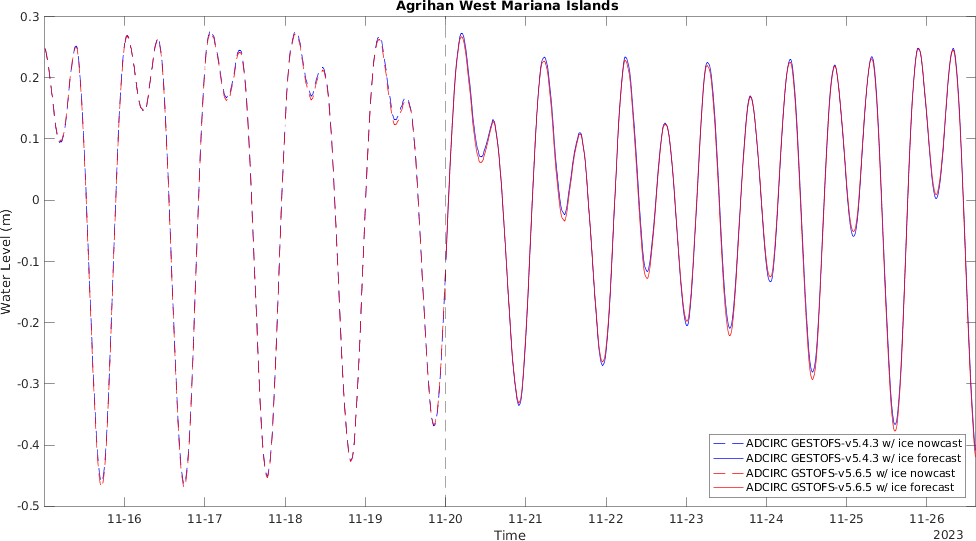 Agrihan West Mariana Islands
0.3
0.2
0.1
0
-0.1
-0.2
-0.3
-0.4
-0.5
Water Level (m)
ADCIRC GESTOFS-v5.4.3 w/ ice nowcast
ADCIRC GESTOFS-v5.4.3 w/ ice forecast
ADCIRC GSTOFS-v5.6.5 w/ ice nowcast
ADCIRC GSTOFS-v5.6.5 w/ ice forecast
11-16 11-17 11-18 11-19 11-20 11-21 11-22 11-23 11-24 11-25 11-26
Time
2023